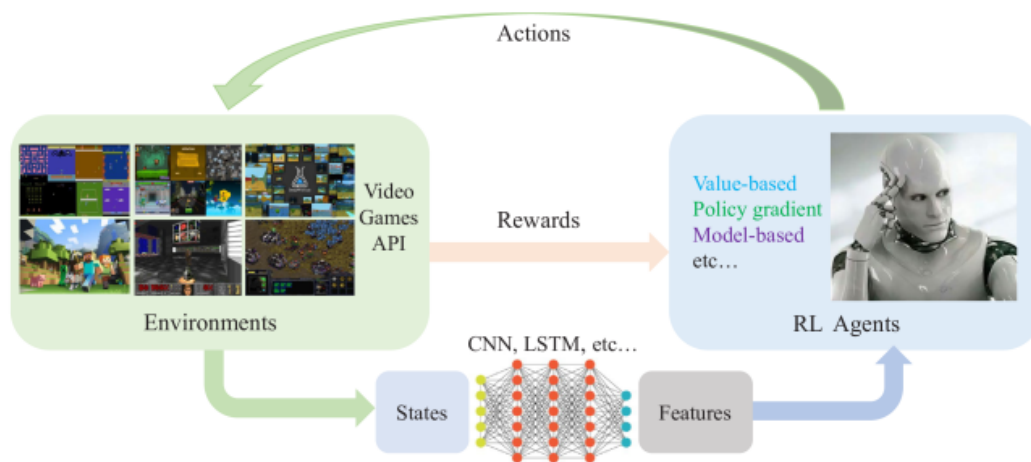 Actions
Video
Games
API
Environments
Rewards
Value-based
Policy gradient
Model-based
etc…
RL Agents
CNN, LSTM, etc…
States
Features